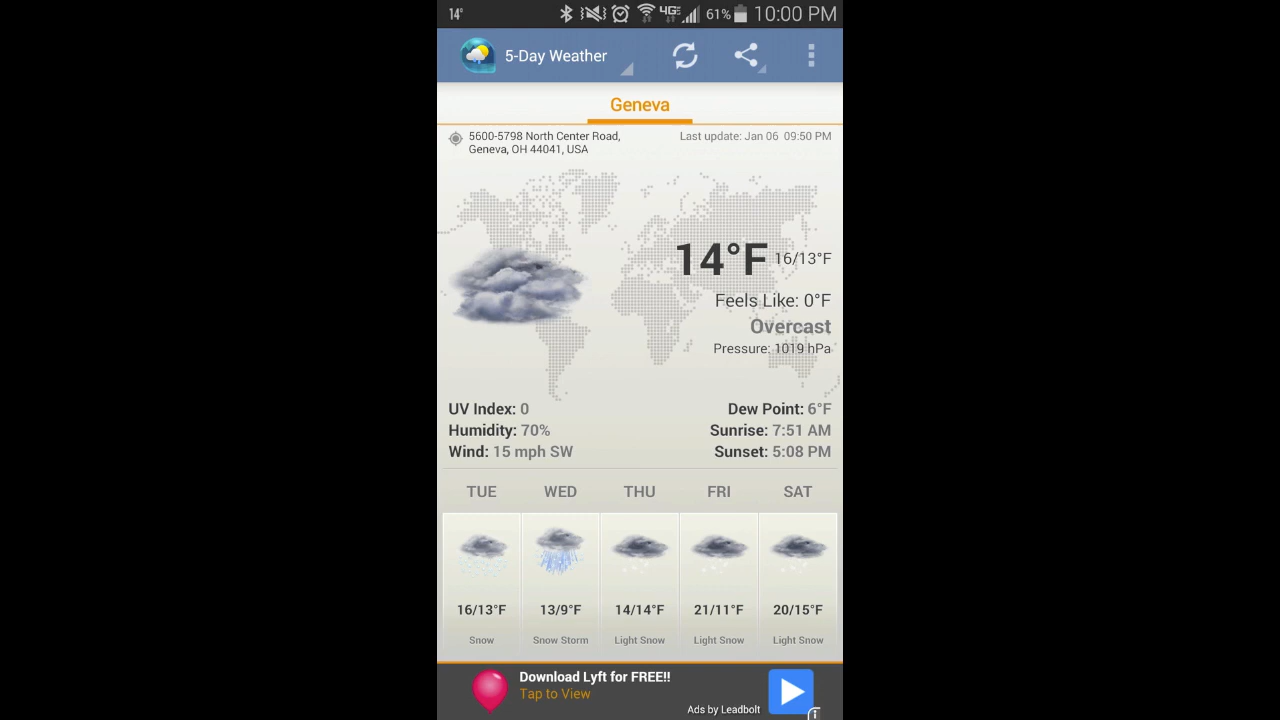 14° 4G 61% 10:00 PM
5-Day Weather
Geneva
5600-5798 North Center Road,
Geneva, OH 44041, USA
Last update: Jan 06 09:50 PM
14°F 16/13°F
Feels Like: 0°F
Overcast
Pressure: 1019 hPa
UV Index: 0
Humidity: 70%
Wind: 15 mph SW
Dew Point: 6°F
Sunrise: 7:51 AM
Sunset: 5:08 PM
TUE WED THU FRI SAT
16/13°F 13/9°F 14/14°F 21/11°F 20/15°F
Snow Snow Storm Light Snow Light Snow Light Snow
Download Lyft for FREE!!
Tap to View
Ads by Leadbolt